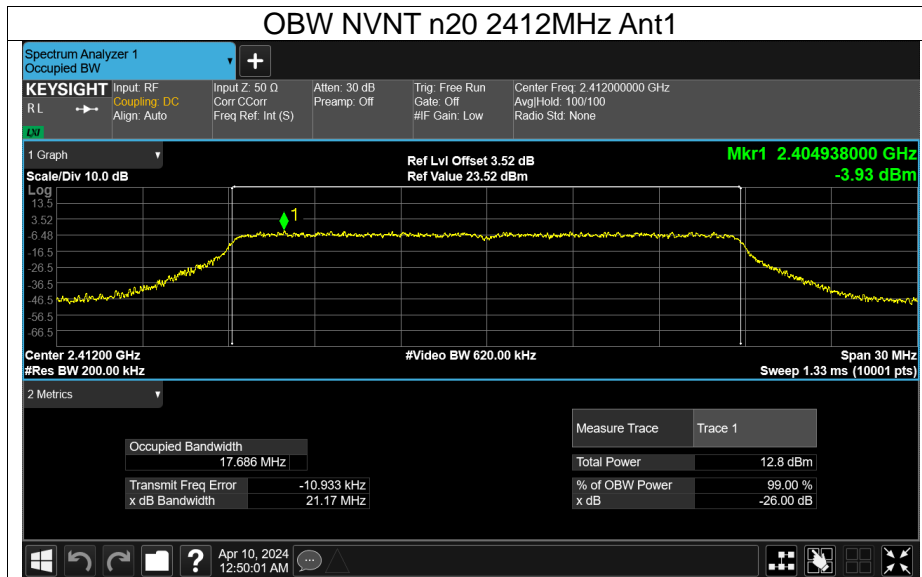 OBW NVNT n20 2412MHz Ant1
Spectrum Analyzer 1
Occupied BW
KEYSIGHT
R L
LXI
Input: RF
Coupling: DC
Align: Auto
Input Z: 50 Ω
Corr CCorr
Freq Ref: Int (S)
Atten: 30 dB
Preamp: Off
Trig: Free Run
Gate: Off
#IF Gain: Low
Center Freq: 2.412000000 GHz
Avg|Hold: 100/100
Radio Std: None
1 Graph
Scale/Div 10.0 dB
Ref Lvl Offset 3.52 dB
Ref Value 23.52 dBm
Mkr1 2.404938000 GHz
-3.93 dBm
Log
13.5
3.52
-6.48
-16.5
-26.5
-36.5
-46.5
-56.5
-66.5
1
Center 2.41200 GHz
#Video BW 620.00 kHz
Span 30 MHz
#Res BW 200.00 kHz
Sweep 1.33 ms (10001 pts)
2 Metrics
Occupied Bandwidth
17.686 MHz
Transmit Freq Error -10.933 kHz
x dB Bandwidth 21.17 MHz
Measure Trace Trace 1
Total Power 12.8 dBm
% of OBW Power 99.00 %
x dB -26.00 dB
?
Apr 10, 2024
12:50:01 AM